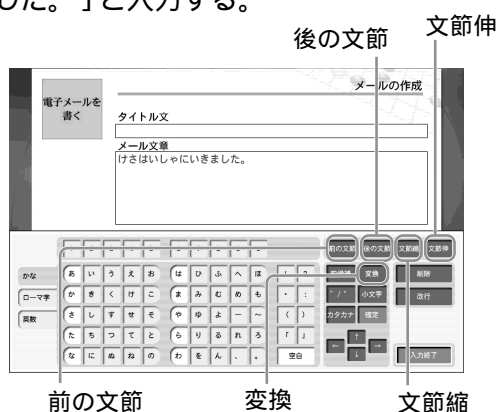 した。」と入力する。
後の文節
文節伸
メールの作成
電子メールを
書く
タイトル文
メール文章
けさはいしゃにいきました。
前の文節 後の文節 文節縮 文節伸
かな
ローマ字
英数
あ い う え お は ひ ふ へ ほ ! ? 変換 削除
か き く け こ ま み む め も ・ : ゛/゜ 小文字 改行
さ し す せ そ や ゆ よ ー ~ ( ) カタカナ 確定
た ち つ て と ら り る れ ろ 「 」 ↑
な に ぬ ね の わ を ん 、 。 空白 ← ↓ → 入力終了
前の文節
変換
文節縮